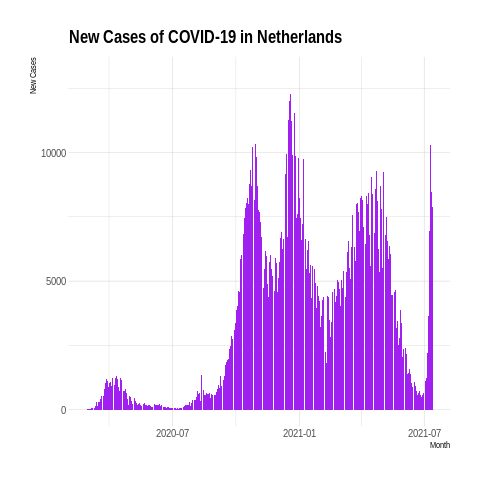 New Cases of COVID-19 in Netherlands
New Cases
10000
5000
0
2020-07
2021-01
2021-07
Month